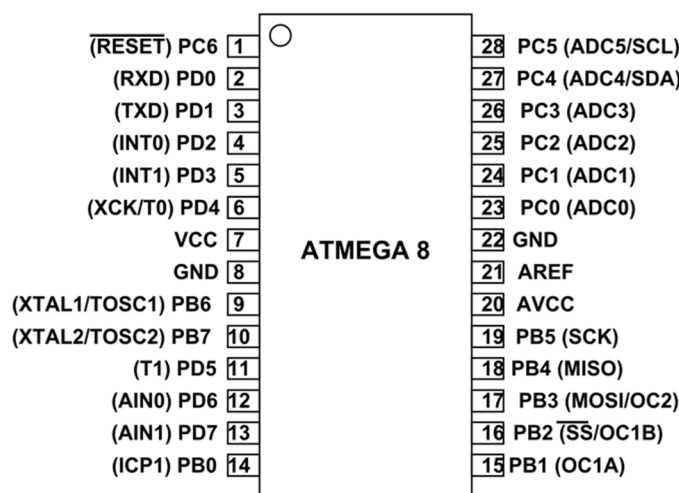 (RESET) PC6 1 28 PC5 (ADC5/SCL)
(RXD) PD0 2 27 PC4 (ADC4/SDA)
(TXD) PD1 3 26 PC3 (ADC3)
(INT0) PD2 4 25 PC2 (ADC2)
(INT1) PD3 5 24 PC1 (ADC1)
(XCK/T0) PD4 6 23 PC0 (ADC0)
VCC 7 22 GND
ATMEGA 8
GND 8 21 AREF
(XTAL1/TOSC1) PB6 9 20 AVCC
(XTAL2/TOSC2) PB7 10 19 PB5 (SCK)
(T1) PD5 11 18 PB4 (MISO)
(AIN0) PD6 12 17 PB3 (MOSI/OC2)
(AIN1) PD7 13 16 PB2 (SS/OC1B)
(ICP1) PB0 14 15 PB1 (OC1A)